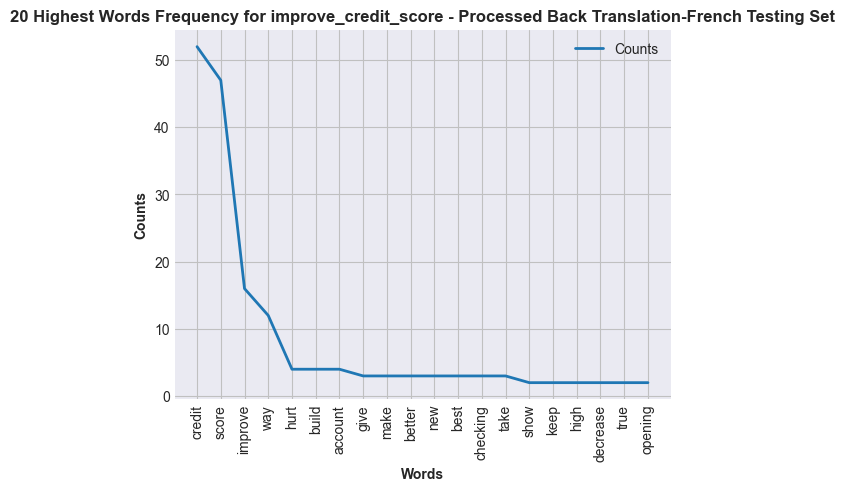 20 Highest Words Frequency for improve_credit_score - Processed Back Translation-French Testing Set
Counts
50
40
30
20
10
0
Counts
credit
score
improve
way
hurt
build
account
give
make
better
new
best
checking
take
show
keep
high
decrease
true
opening
Words